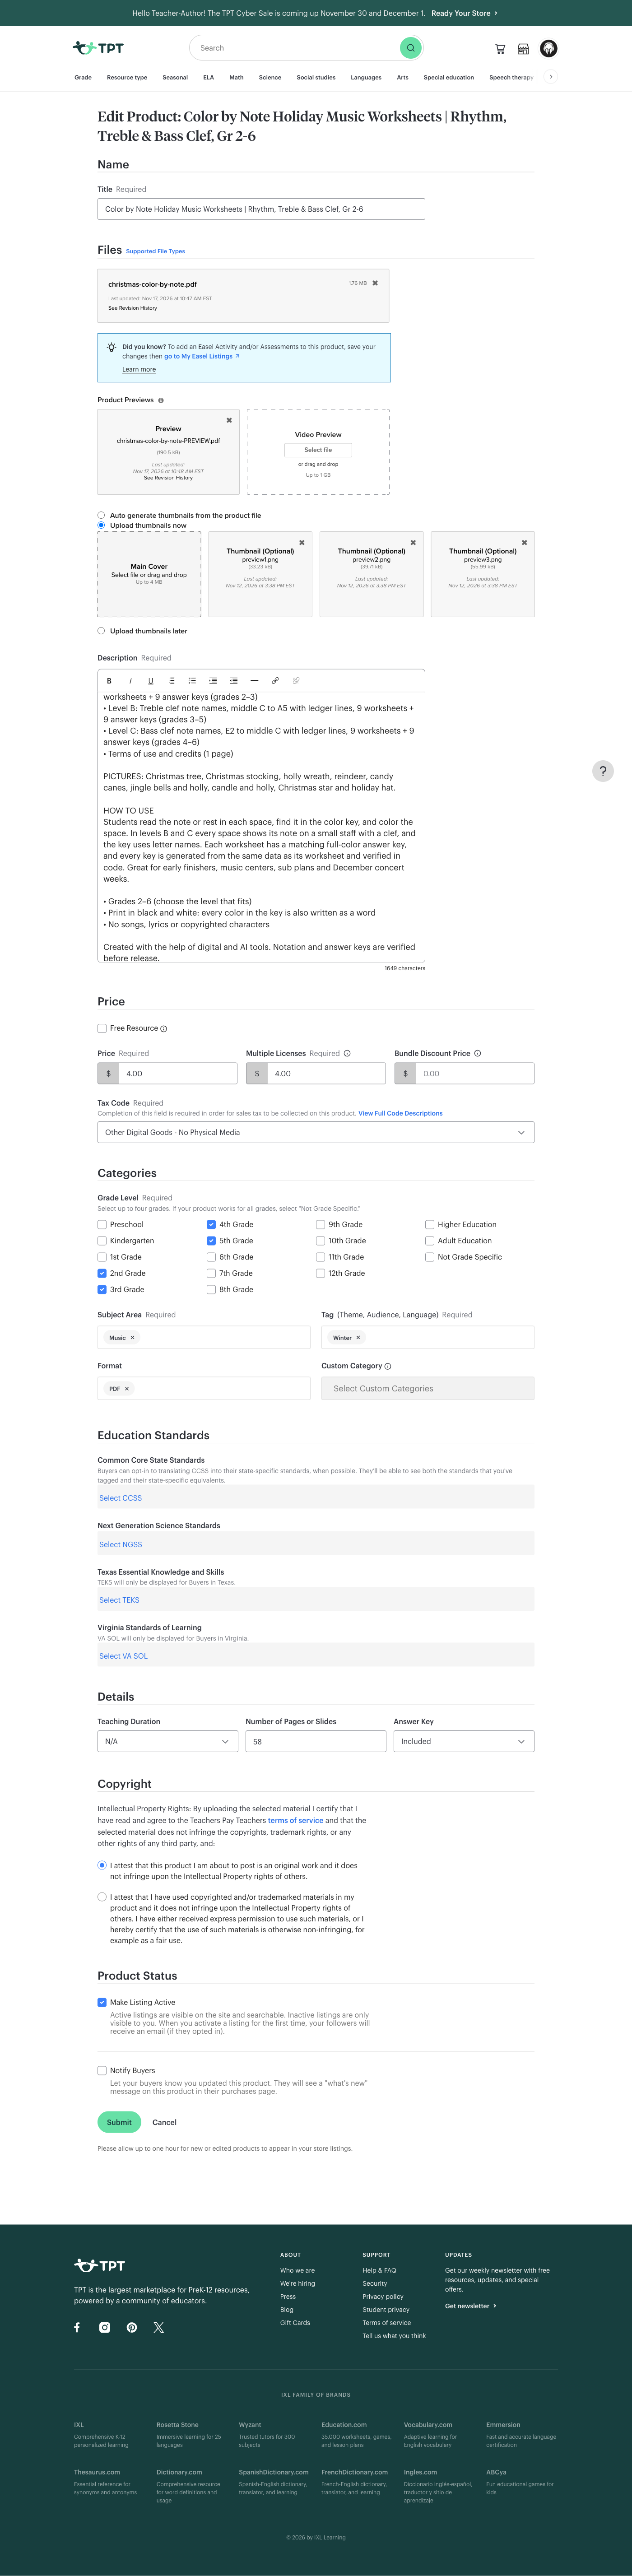 Hello Teacher-Author! The TPT Cyber Sale is coming up November 30 and December 1. Ready Your Store
TPT
Search
Grade Resource type Seasonal ELA Math Science Social studies Languages Arts Special education Speech therapy
Edit Product: Color by Note Holiday Music Worksheets | Rhythm,
Treble & Bass Clef, Gr 2-6
Name
Title Required
Color by Note Holiday Music Worksheets | Rhythm, Treble & Bass Clef, Gr 2-6
Files Supported File Types
christmas-color-by-note.pdf
1.76 MB
Last updated: Nov 17, 2026 at 10:47 AM EST
See Revision History
Did you know? To add an Easel Activity and/or Assessments to this product, save your
changes then go to My Easel Listings
Learn more
Product Previews
Preview
christmas-color-by-note-PREVIEW.pdf
(190.5 kB)
Last updated:
Nov 17, 2026 at 10:48 AM EST
See Revision History
Video Preview
Select file
or drag and drop
Up to 1 GB
Auto generate thumbnails from the product file
Upload thumbnails now
Main Cover
Select file or drag and drop
Up to 4 MB
Thumbnail (Optional)
preview1.png
(33.23 kB)
Last updated:
Nov 12, 2026 at 3:38 PM EST
Thumbnail (Optional)
preview2.png
(39.71 kB)
Last updated:
Nov 12, 2026 at 3:38 PM EST
Thumbnail (Optional)
preview3.png
(55.99 kB)
Last updated:
Nov 12, 2026 at 3:38 PM EST
Upload thumbnails later
Description Required
B I U
worksheets + 9 answer keys (grades 2–3)
• Level B: Treble clef note names, middle C to A5 with ledger lines, 9 worksheets +
9 answer keys (grades 3–5)
• Level C: Bass clef note names, E2 to middle C with ledger lines, 9 worksheets + 9
answer keys (grades 4–6)
• Terms of use and credits (1 page)
PICTURES: Christmas tree, Christmas stocking, holly wreath, reindeer, candy
canes, jingle bells and holly, candle and holly, Christmas star and holiday hat.
HOW TO USE
Students read the note or rest in each space, find it in the color key, and color the
space. In levels B and C every space shows its note on a small staff with a clef, and
the key uses letter names. Each worksheet has a matching full-color answer key,
and every key is generated from the same data as its worksheet and verified in
code. Great for early finishers, music centers, sub plans and December concert
weeks.
• Grades 2–6 (choose the level that fits)
• Print in black and white: every color in the key is also written as a word
• No songs, lyrics or copyrighted characters
Created with the help of digital and AI tools. Notation and answer keys are verified
before release.
1649 characters
?
Price
Free Resource
Price Required
$ 4.00
Multiple Licenses Required
$ 4.00
Bundle Discount Price
$ 0.00
Tax Code Required
Completion of this field is required in order for sales tax to be collected on this product. View Full Code Descriptions
Other Digital Goods - No Physical Media
Categories
Grade Level Required
Select up to four grades. If your product works for all grades, select "Not Grade Specific."
Preschool 4th Grade 9th Grade Higher Education
Kindergarten 5th Grade 10th Grade Adult Education
1st Grade 6th Grade 11th Grade Not Grade Specific
2nd Grade 7th Grade 12th Grade
3rd Grade 8th Grade
Subject Area Required
Music
Tag (Theme, Audience, Language) Required
Winter
Format
PDF
Custom Category
Select Custom Categories
Education Standards
Common Core State Standards
Buyers can opt-in to translating CCSS into their state-specific standards, when possible. They'll be able to see both the standards that you've
tagged and their state-specific equivalents.
Select CCSS
Next Generation Science Standards
Select NGSS
Texas Essential Knowledge and Skills
TEKS will only be displayed for Buyers in Texas.
Select TEKS
Virginia Standards of Learning
VA SOL will only be displayed for Buyers in Virginia.
Select VA SOL
Details
Teaching Duration
N/A
Number of Pages or Slides
58
Answer Key
Included
Copyright
Intellectual Property Rights: By uploading the selected material I certify that I
have read and agree to the Teachers Pay Teachers terms of service and that the
selected materials does not infringe the copyrights, trademark rights, or any
other rights of any third party, and:
I attest that this product I am about to post is an original work and it does
not infringe upon the Intellectual Property rights of others.
I attest that I have used copyrighted and/or trademarked materials in my
product and it does not infringe upon the Intellectual Property rights of
others. I have either received express permission to use such materials, or I
hereby certify that the use of such materials is otherwise non-infringing, for
example as a fair use.
Product Status
Make Listing Active
Active listings are visible on the site and searchable. Inactive listings are only
visible to you. When you activate a listing for the first time, your followers will
receive an email (if they opted in).
Notify Buyers
Let your buyers know you updated this product. They will see a "what's new"
message on this product in their purchases page.
Submit Cancel
Please allow up to one hour for new or edited products to appear in your store listings.
TPT
TPT is the largest marketplace for PreK-12 resources,
powered by a community of educators.
ABOUT
Who we are
We're hiring
Press
Blog
Gift Cards
SUPPORT
Help & FAQ
Security
Privacy policy
Student privacy
Terms of service
Tell us what you think
UPDATES
Get our weekly newsletter with free
resources, updates, and special
offers.
Get newsletter
IXL FAMILY OF BRANDS
IXL
Comprehensive K-12
personalized learning
Rosetta Stone
Immersive learning for 25
languages
Wyzant
Trusted tutors for 300
subjects
Education.com
35,000 worksheets, games,
and lesson plans
Vocabulary.com
Adaptive learning for
English vocabulary
Emmersion
Fast and accurate language
certification
Thesaurus.com
Essential reference for
synonyms and antonyms
Dictionary.com
Comprehensive resource
for word definitions and
usage
SpanishDictionary.com
Spanish-English dictionary,
translator, and learning
FrenchDictionary.com
French-English dictionary,
translator, and learning
Ingles.com
Diccionario inglés-español,
traductor y sitio de
aprendizaje
ABCya
Fun educational games for
kids
© 2026 by IXL Learning